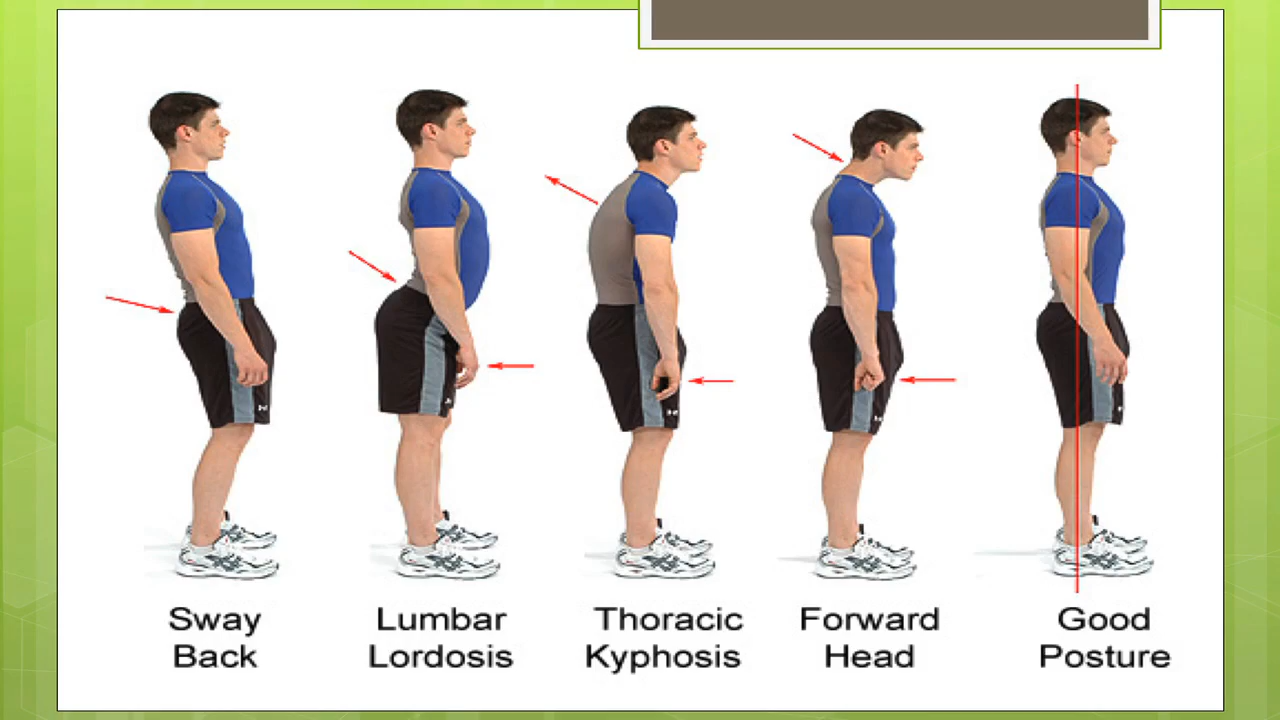 Sway
Back
Lumbar
Lordosis
Thoracic
Kyphosis
Forward
Head
Good
Posture